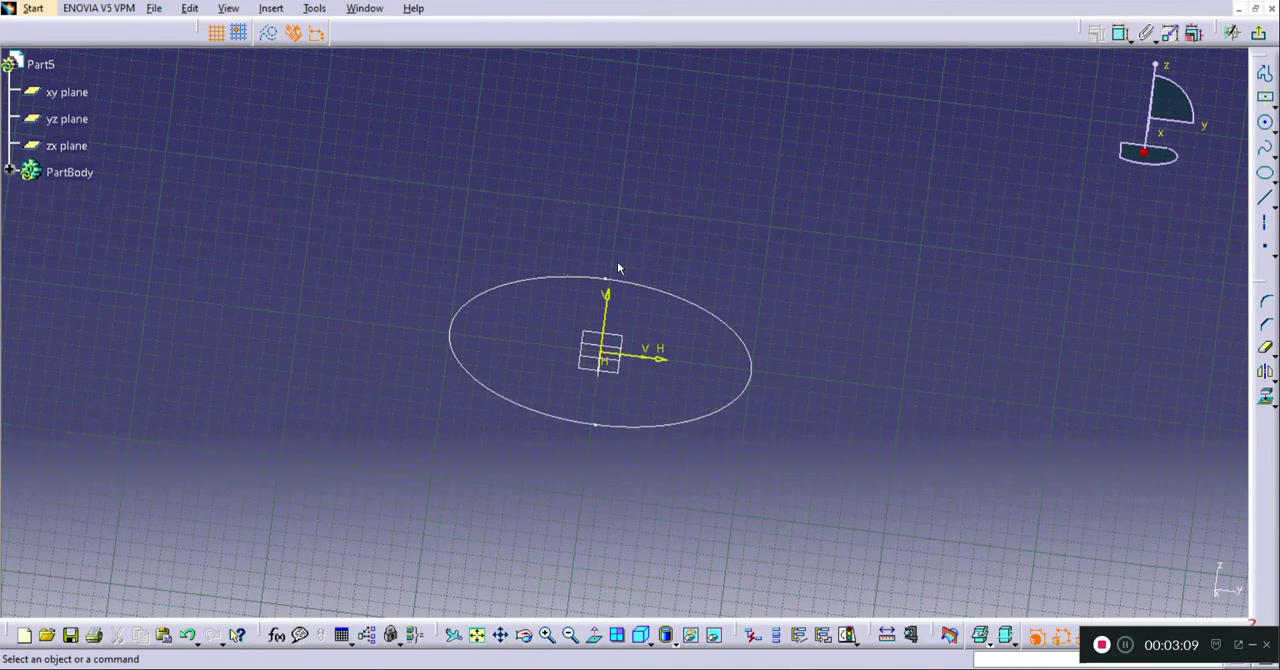 Start ENOVIA V5 VPM File Edit View Insert Tools Window Help
Part5
xy plane
yz plane
zx plane
PartBody
z
y
x
V
V H
H
z
y
x
f(x)
00:03:09
Select an object or a command